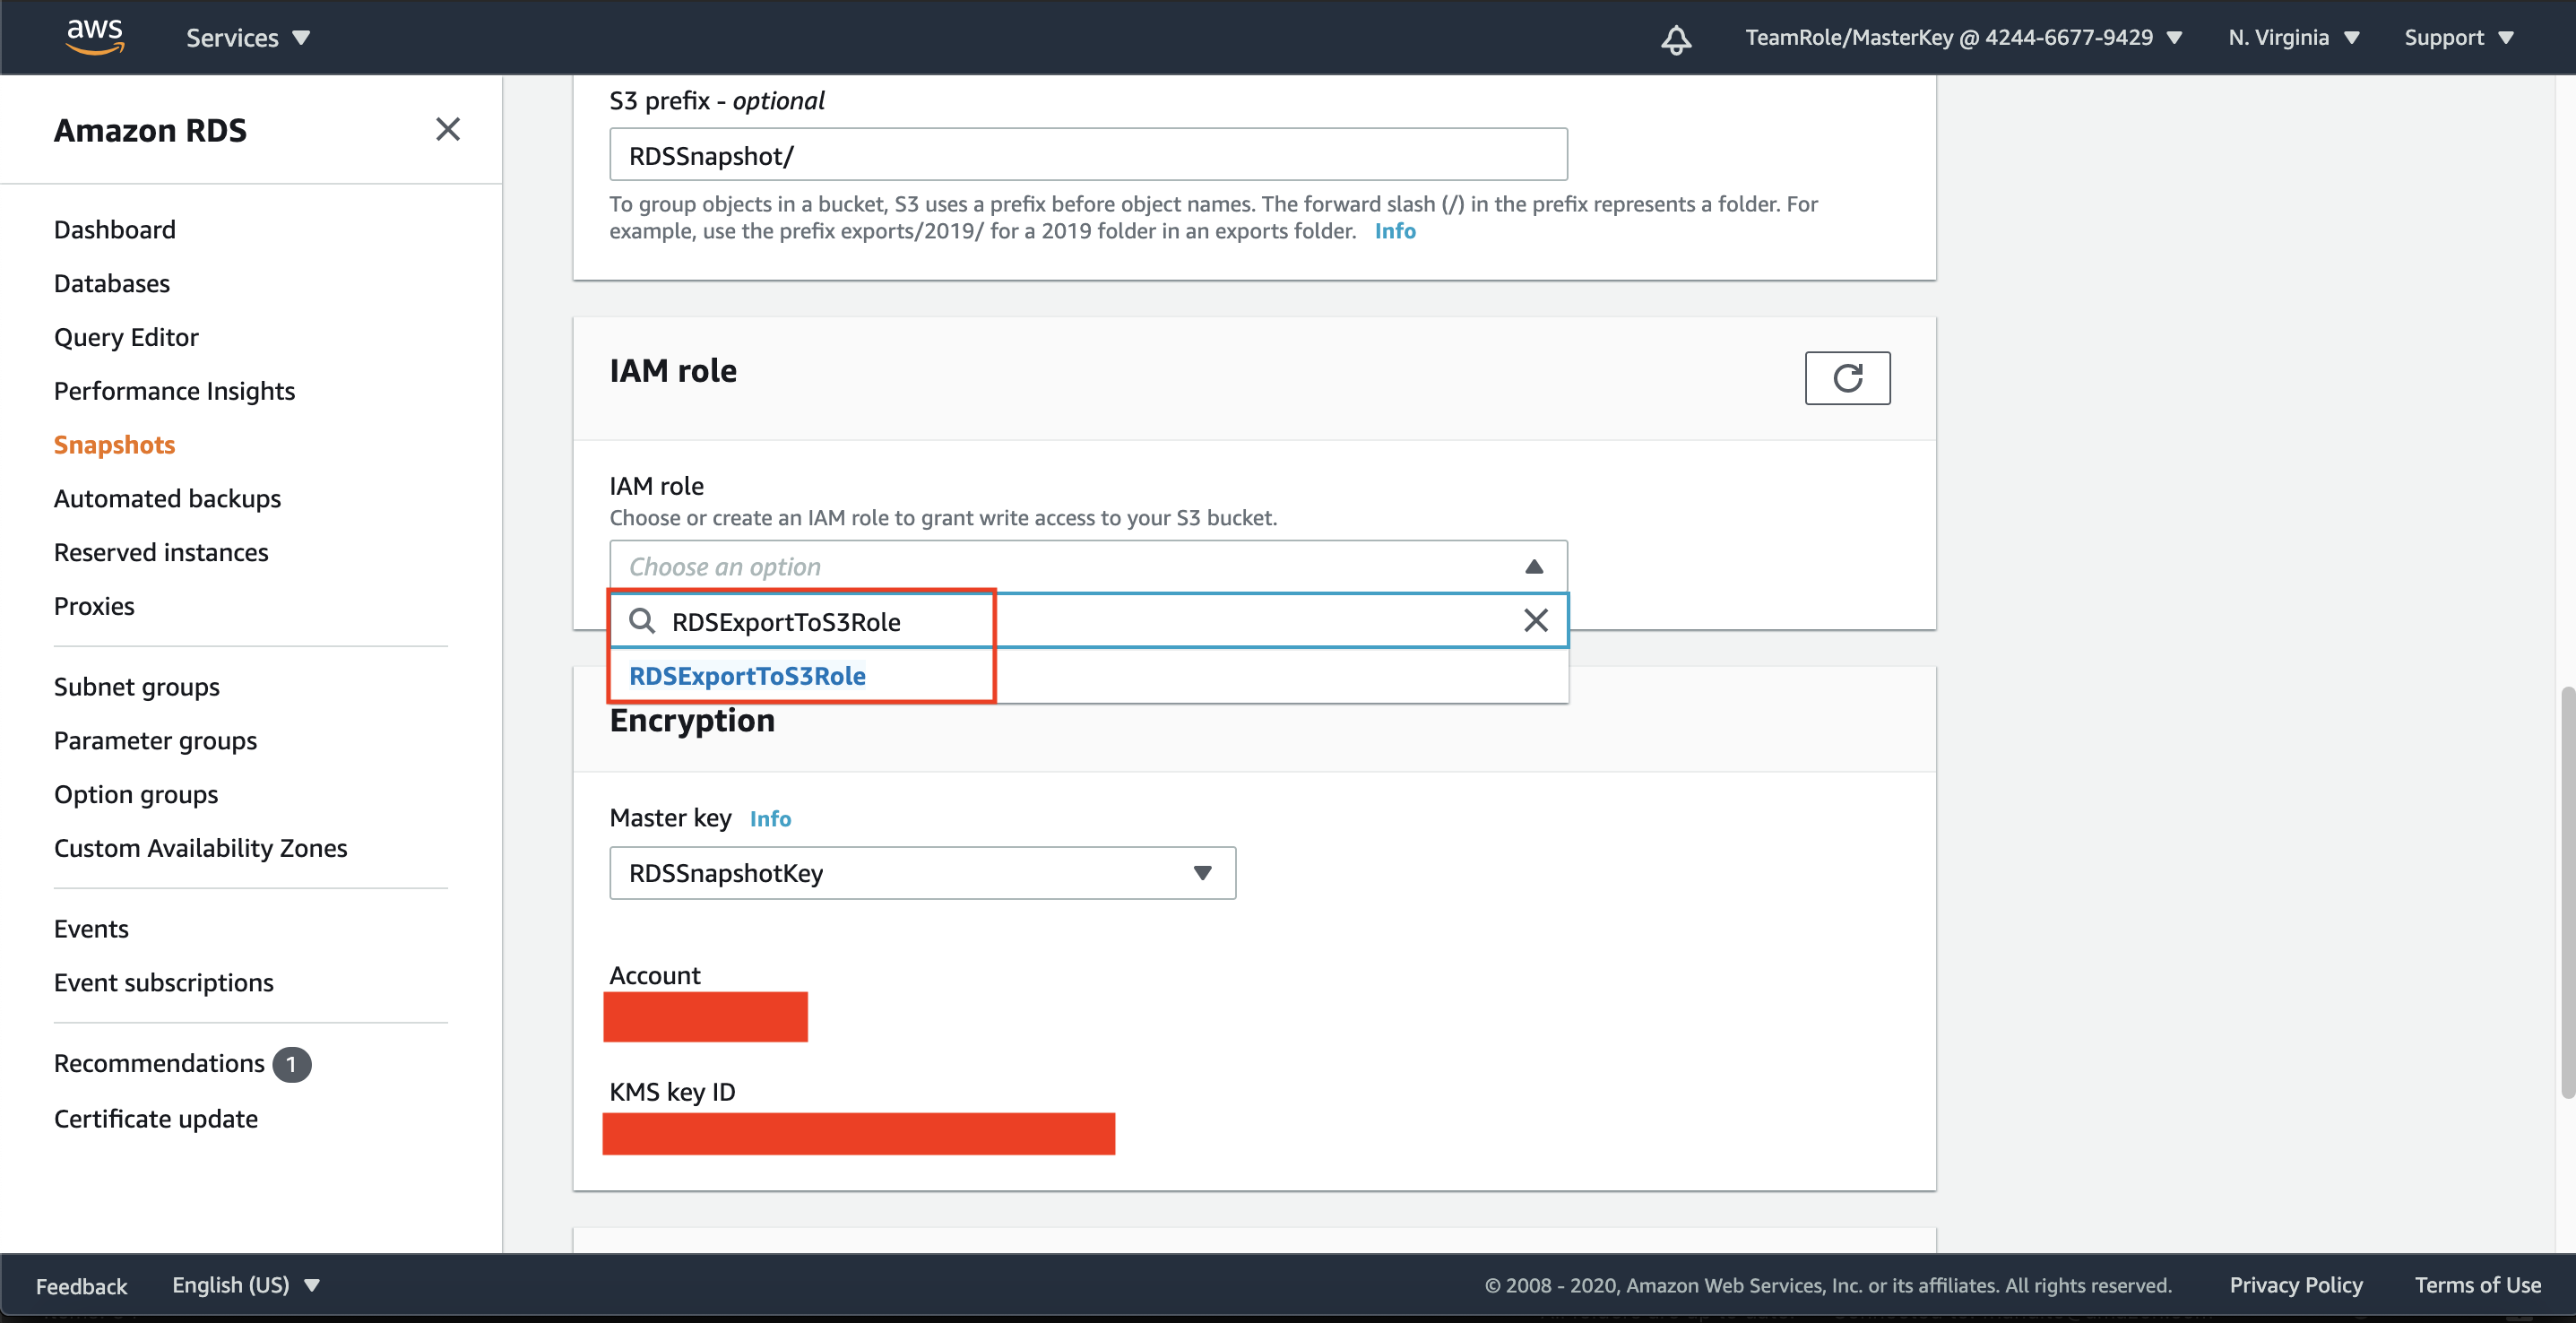 aws
Services
TeamRole/MasterKey @ 4244-6677-9429
N. Virginia
Support
Amazon RDS
Dashboard
Databases
Query Editor
Performance Insights
Snapshots
Automated backups
Reserved instances
Proxies
Subnet groups
Parameter groups
Option groups
Custom Availability Zones
Events
Event subscriptions
Recommendations 1
Certificate update
S3 prefix - optional
RDSSnapshot/
To group objects in a bucket, S3 uses a prefix before object names. The forward slash (/) in the prefix represents a folder. For
example, use the prefix exports/2019/ for a 2019 folder in an exports folder. Info
IAM role
IAM role
Choose or create an IAM role to grant write access to your S3 bucket.
Choose an option
RDSExportToS3Role
RDSExportToS3Role
Encryption
Master key Info
RDSSnapshotKey
Account
KMS key ID
Feedback
English (US)
© 2008 - 2020, Amazon Web Services, Inc. or its affiliates. All rights reserved.
Privacy Policy
Terms of Use